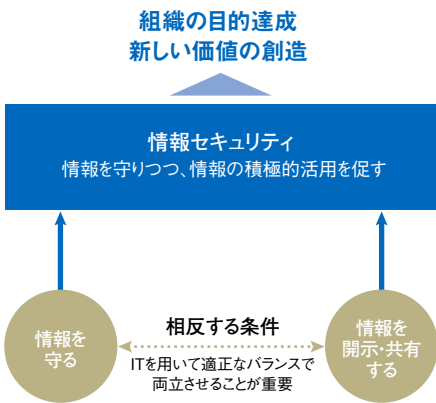 組織の目的達成
新しい価値の創造
情報セキュリティ
情報を守りつつ、情報の積極的活用を促す
情報を
守る
相反する条件
ITを用いて適正なバランスで
両立させることが重要
情報を
開示・共有
する